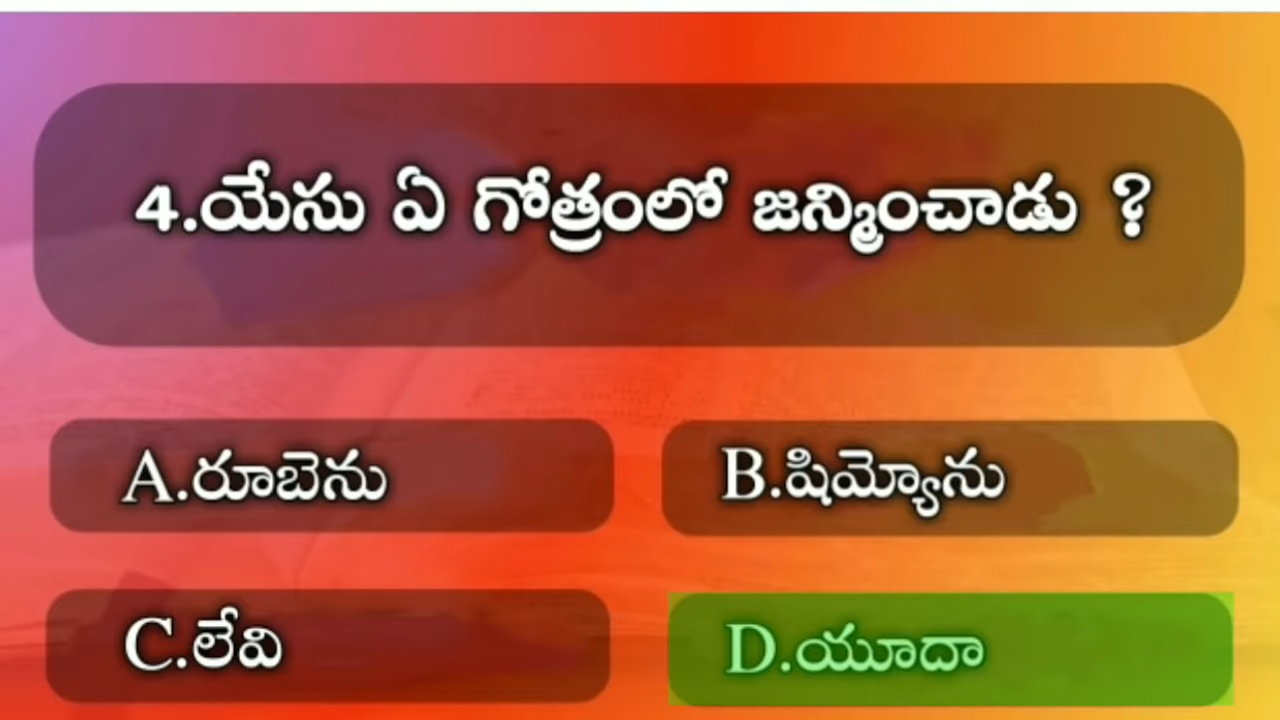 4.యేసు ఏ గోత్రంలో జన్మించాడు ?
A.రూబెను
B.షిమ్యోను
C.లేవి
D.యూదా